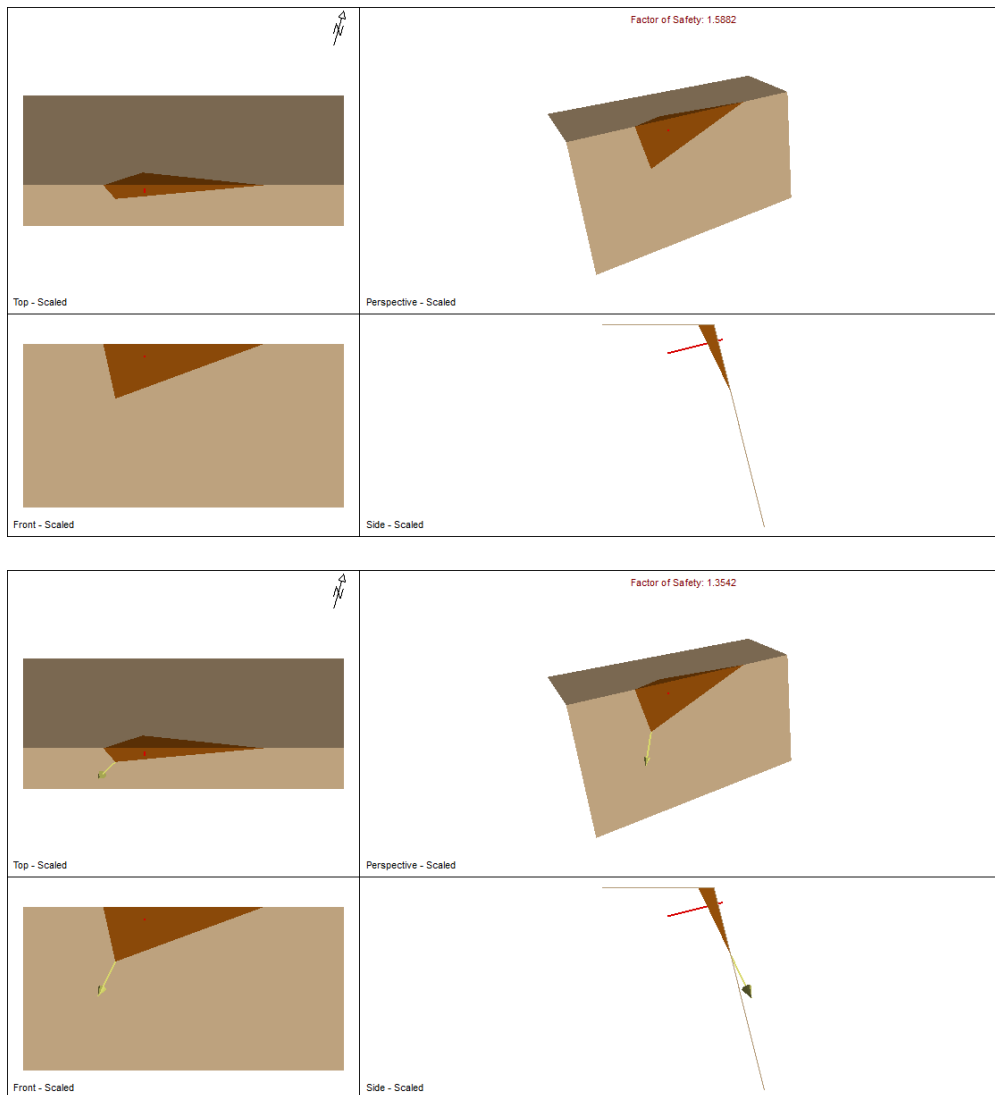 N
Factor of Safety: 1.5882
Top - Scaled
Perspective - Scaled
Front - Scaled
Side - Scaled
N
Factor of Safety: 1.3542
Top - Scaled
Perspective - Scaled
Front - Scaled
Side - Scaled